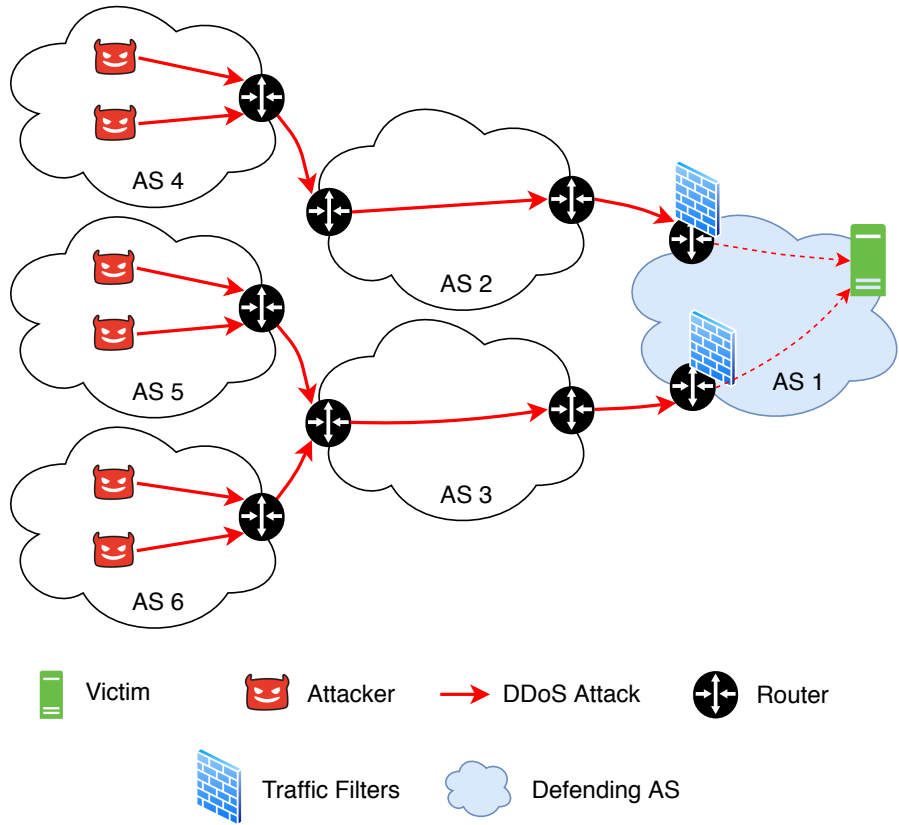 AS 4
AS 2
AS 5
AS 1
AS 3
AS 6
Victim
Attacker
DDoS Attack
Router
Traffic Filters
Defending AS